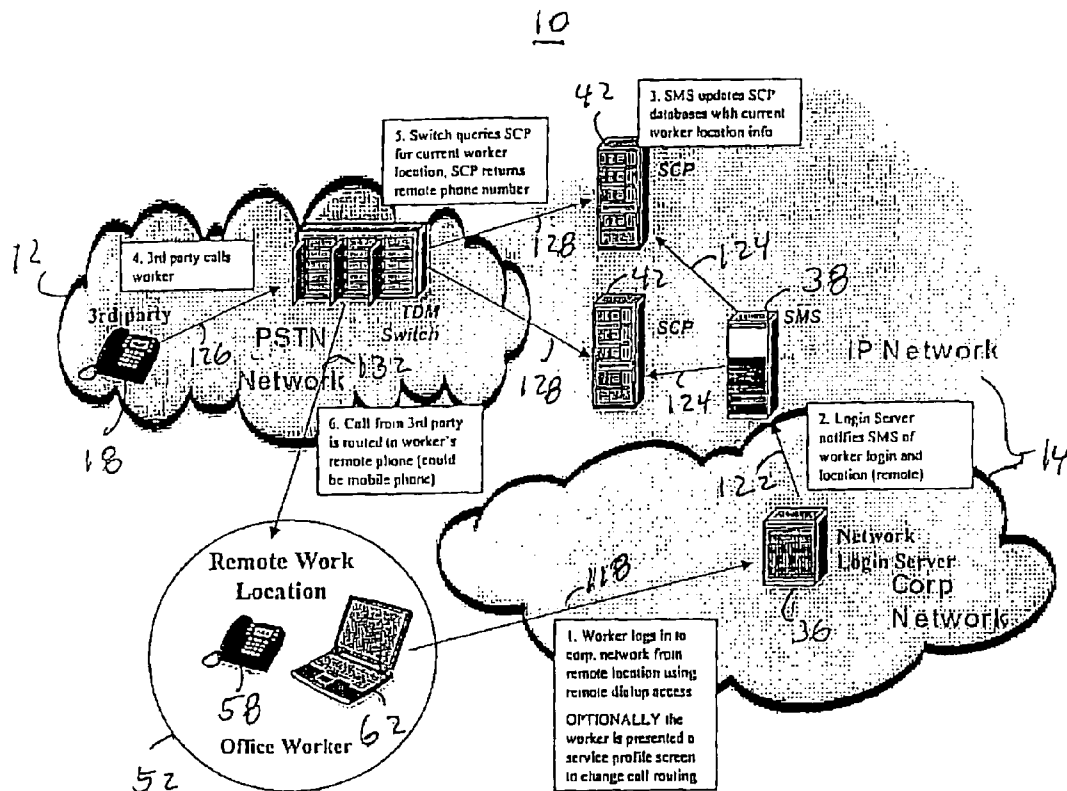 10
42
3. SMS updates SCP
databases with current
worker location info
5. Switch queries SCP
for current worker
location, SCP returns
remote phone number
SCP
128
124
12
4. 3rd party calls
worker
3rd party
126
PSTN
Network
TDM
Switch
132
42
SCP
38
SMS
IP Network
128
124
18
6. Call from 3rd party
is routed to worker's
remote phone (could
be mobile phone)
2. Login Server
notifies SMS of
worker login and
location (remote)
14
122
Network
Login Server
Corp
Network
36
Remote Work
Location
118
58
62
Office Worker
52
1. Worker logs in to
corp. network from
remote location using
remote dialup access
OPTIONALLY the
worker is presented a
service profile screen
to change call routing